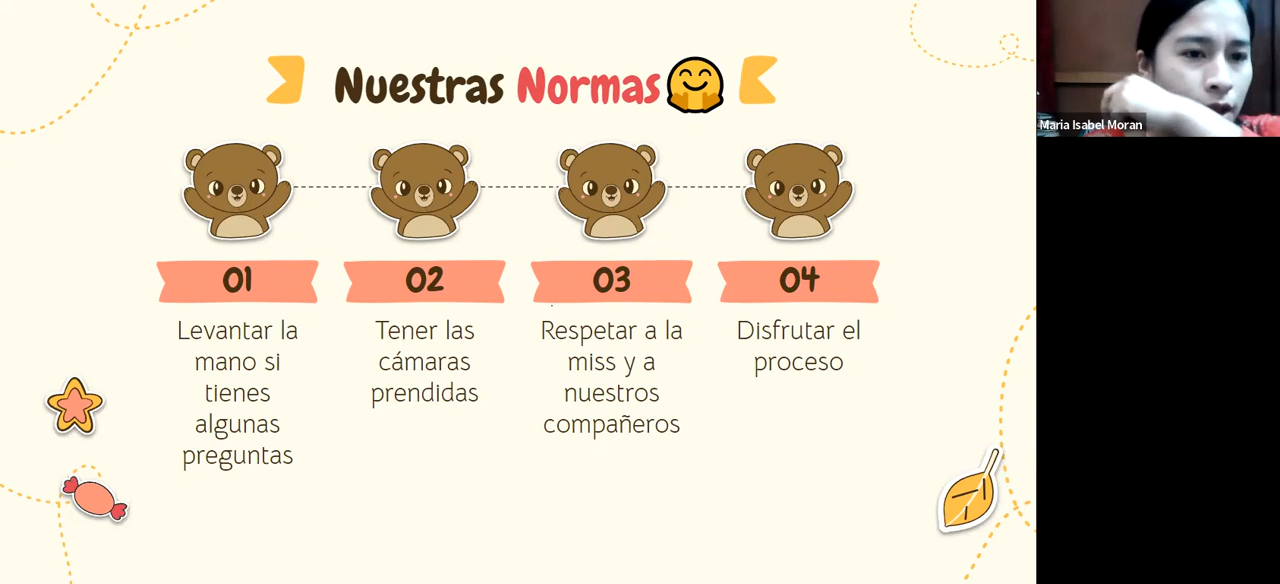 Nuestras Normas
01
Levantar la
mano si
tienes
algunas
preguntas
02
Tener las
cámaras
prendidas
03
Respetar a la
miss y a
nuestros
compañeros
04
Disfrutar el
proceso
Maria Isabel Moran